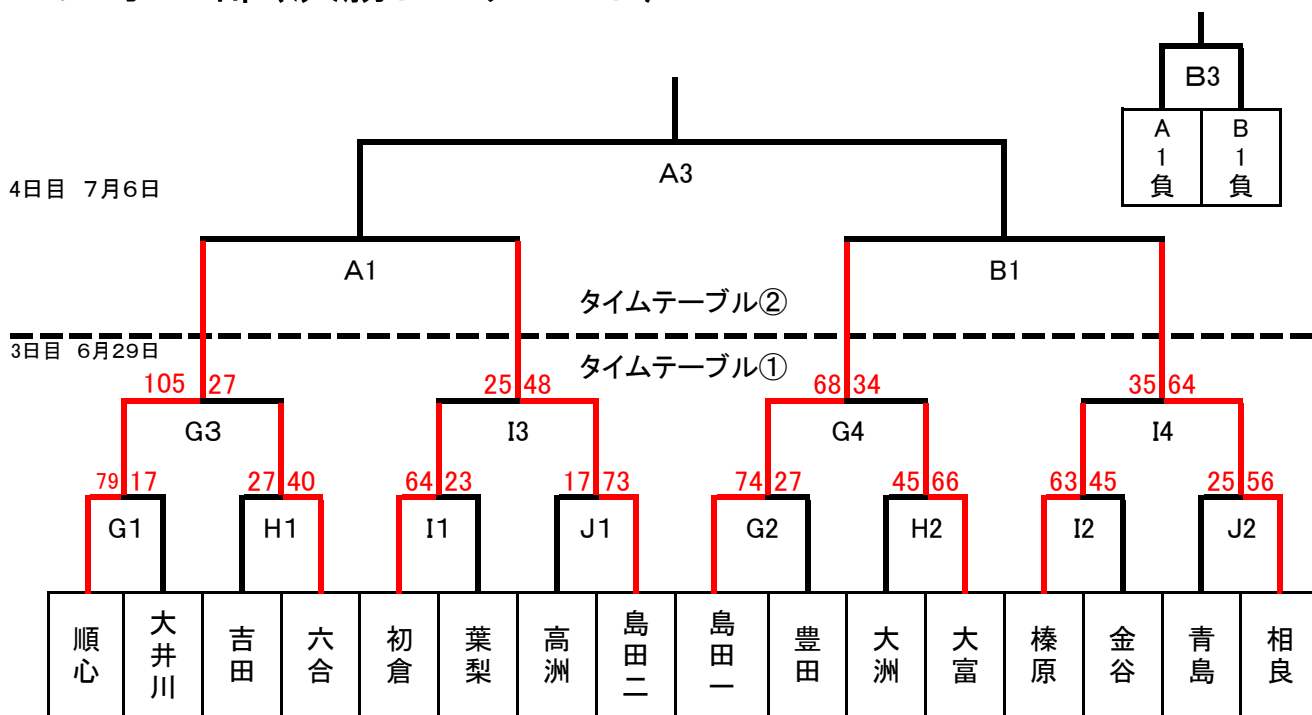 B3
A1負
B1負
A3
4日目 7月6日
A1
B1
タイムテーブル②
3日目 6月29日
タイムテーブル①
105 27
25 48
68 34
35 64
G3
I3
G4
I4
79 17
27 40
64 23
17 73
74 27
45 66
63 45
25 56
G1
H1
I1
J1
G2
H2
I2
J2
順心
大井川
吉田
六合
初倉
葉梨
高洲
島田二
島田一
豊田
大洲
大富
榛原
金谷
青島
相良